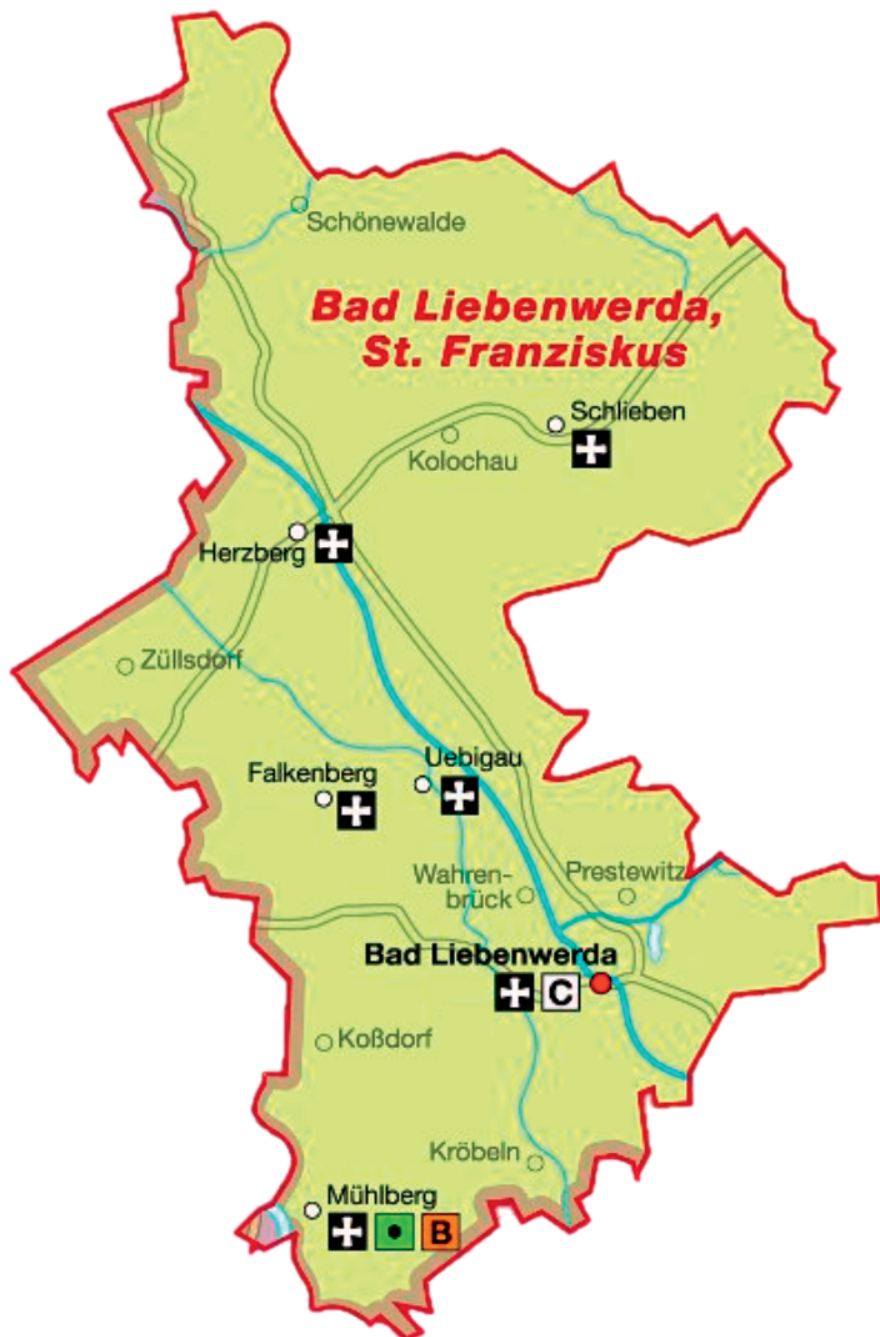 Schönewalde
Bad Liebenwerda,
St. Franziskus
Schlieben
Kolochau
Herzberg
Züllsdorf
Uebigau
Falkenberg
Wahren-
brück
Prestewitz
Bad Liebenwerda
C
Koßdorf
Kröbeln
Mühlberg
B